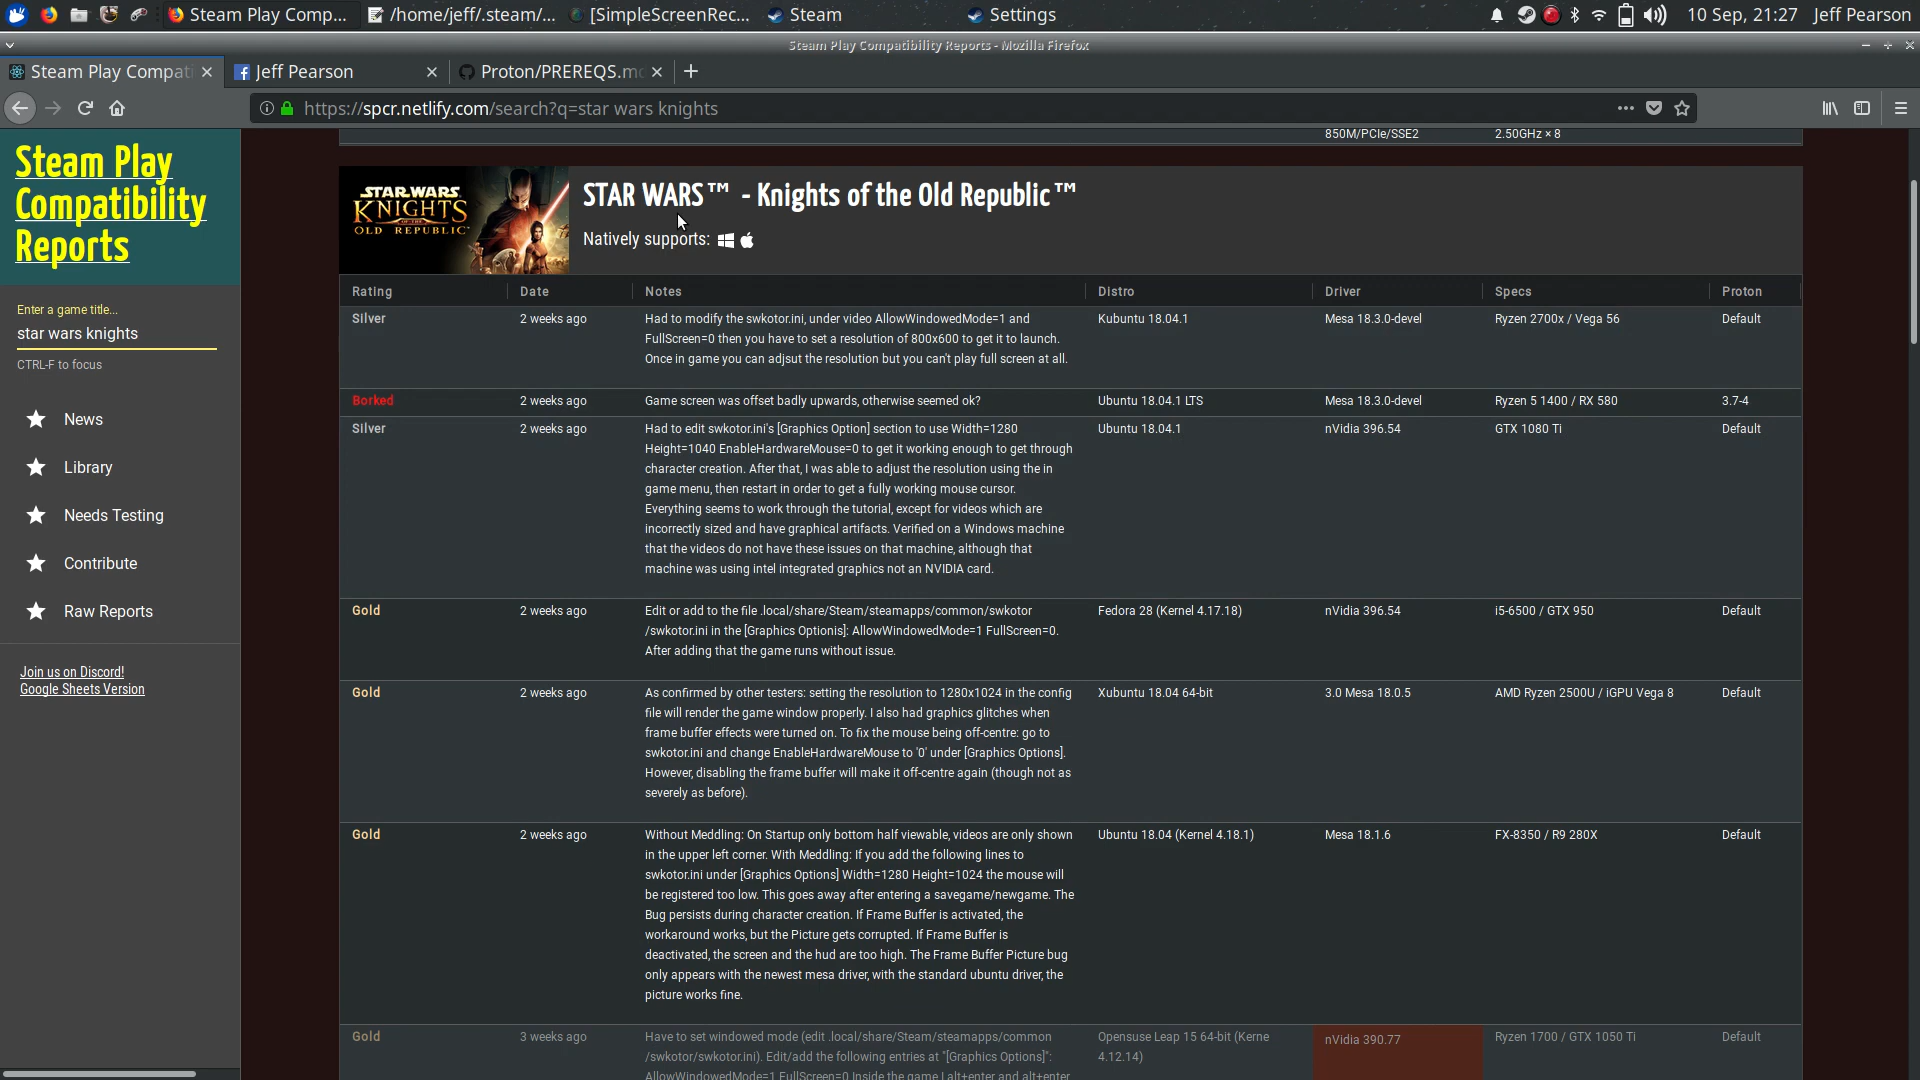 Steam Play Comp... /home/jeff/.steam/... [SimpleScreenRec... Steam Settings 10 Sep, 21:27 Jeff Pearson
Steam Play Compatibility Reports - Mozilla Firefox
Steam Play Compati Jeff Pearson Proton/PREREQS.md
https://spcr.netlify.com/search?q=star wars knights
Steam Play
Compatibility
Reports
Enter a game title...
star wars knights
CTRL-F to focus
News
Library
Needs Testing
Contribute
Raw Reports
Join us on Discord!
Google Sheets Version
850M/PCIe/SSE2 2.50GHz × 8
STAR WARS
KNIGHTS
OF THE
OLD REPUBLIC
STAR WARS™ - Knights of the Old Republic™
Natively supports:
Rating Date Notes Distro Driver Specs Proton
Silver 2 weeks ago Had to modify the swkotor.ini, under video AllowWindowedMode=1 and Kubuntu 18.04.1 Mesa 18.3.0-devel Ryzen 2700x / Vega 56 Default
FullScreen=0 then you have to set a resolution of 800x600 to get it to launch.
Once in game you can adjsut the resolution but you can't play full screen at all.
Borked 2 weeks ago Game screen was offset badly upwards, otherwise seemed ok? Ubuntu 18.04.1 LTS Mesa 18.3.0-devel Ryzen 5 1400 / RX 580 3.7-4
Silver 2 weeks ago Had to edit swkotor.ini's [Graphics Option] section to use Width=1280 Ubuntu 18.04.1 nVidia 396.54 GTX 1080 Ti Default
Height=1040 EnableHardwareMouse=0 to get it working enough to get through
character creation. After that, I was able to adjust the resolution using the in
game menu, then restart in order to get a fully working mouse cursor.
Everything seems to work through the tutorial, except for videos which are
incorrectly sized and have graphical artifacts. Verified on a Windows machine
that the videos do not have these issues on that machine, although that
machine was using intel integrated graphics not an NVIDIA card.
Gold 2 weeks ago Edit or add to the file .local/share/Steam/steamapps/common/swkotor Fedora 28 (Kernel 4.17.18) nVidia 396.54 i5-6500 / GTX 950 Default
/swkotor.ini in the [Graphics Optionis]: AllowWindowedMode=1 FullScreen=0.
After adding that the game runs without issue.
Gold 2 weeks ago As confirmed by other testers: setting the resolution to 1280x1024 in the config Xubuntu 18.04 64-bit 3.0 Mesa 18.0.5 AMD Ryzen 2500U / iGPU Vega 8 Default
file will render the game window properly. I also had graphics glitches when
frame buffer effects were turned on. To fix the mouse being off-centre: go to
swkotor.ini and change EnableHardwareMouse to '0' under [Graphics Options].
However, disabling the frame buffer will make it off-centre again (though not as
severely as before).
Gold 2 weeks ago Without Meddling: On Startup only bottom half viewable, videos are only shown Ubuntu 18.04 (Kernel 4.18.1) Mesa 18.1.6 FX-8350 / R9 280X Default
in the upper left corner. With Meddling: If you add the following lines to
swkotor.ini under [Graphics Options] Width=1280 Height=1024 the mouse will
be registered too low. This goes away after entering a savegame/newgame. The
Bug persists during character creation. If Frame Buffer is activated, the
workaround works, but the Picture gets corrupted. If Frame Buffer is
deactivated, the screen and the hud are too high. The Frame Buffer Picture bug
only appears with the newest mesa driver, with the standard ubuntu driver, the
picture works fine.
Gold 3 weeks ago Have to set windowed mode (edit .local/share/Steam/steamapps/common Opensuse Leap 15 64-bit (Kerne nVidia 390.77 Ryzen 1700 / GTX 1050 Ti Default
/swkotor/swkotor.ini). Edit/add the following entries at "[Graphics Options]": 4.12.14)
AllowWindowedMode=1 FullScreen=0 Inside the game I alt+enter and alt+enter